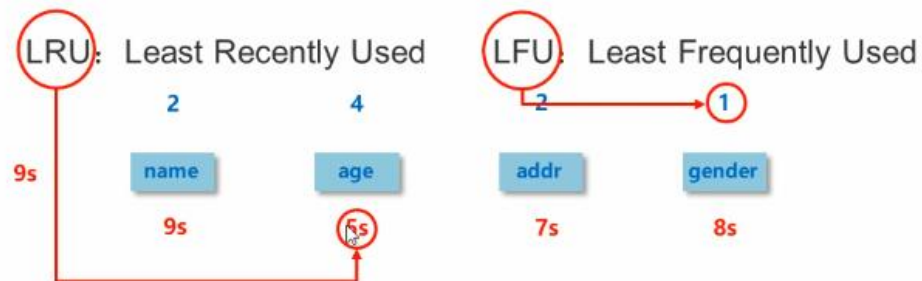 LRU: Least Recently Used LFU: Least Frequently Used
2 4 2 1
9s name age addr gender
9s 5s 7s 8s